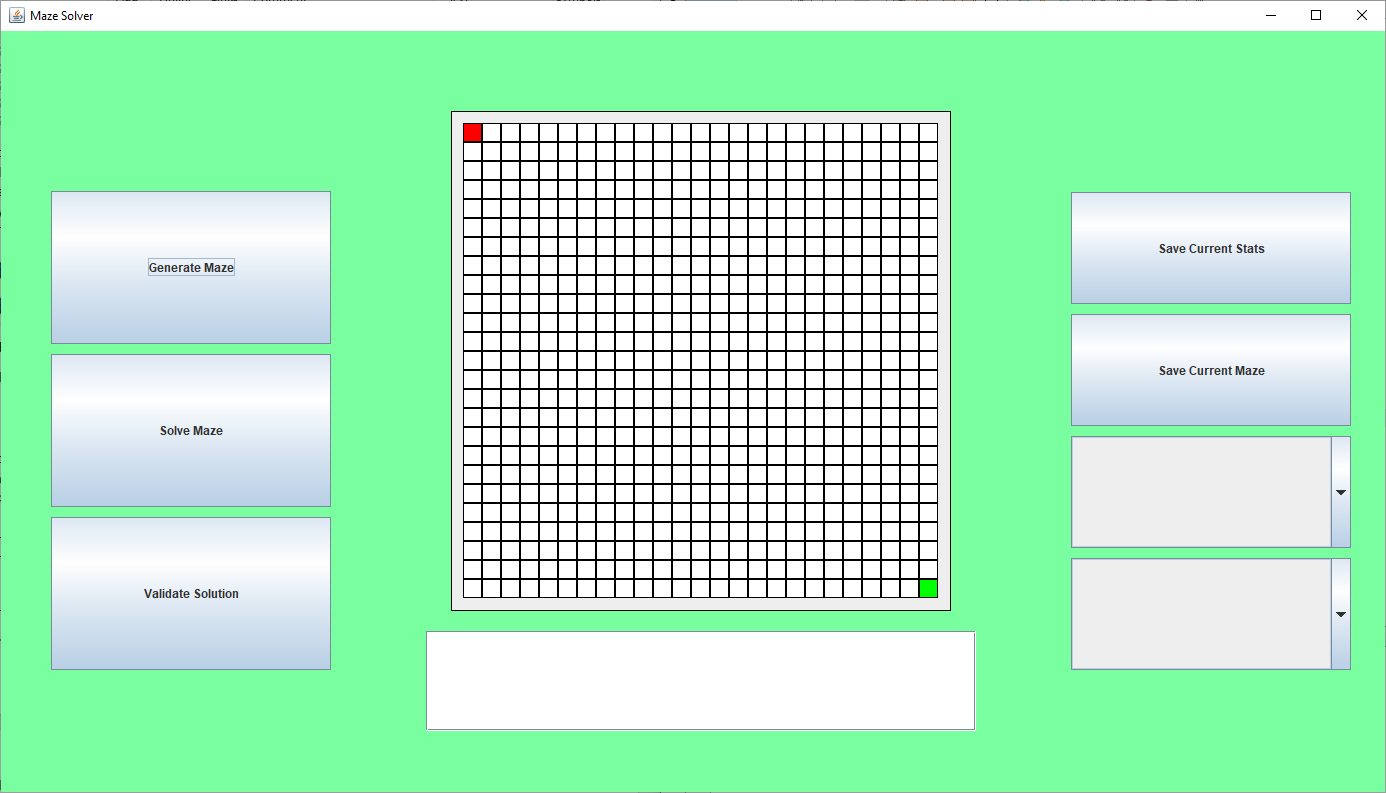 Maze Solver
Generate Maze
Solve Maze
Validate Solution
Save Current Stats
Save Current Maze